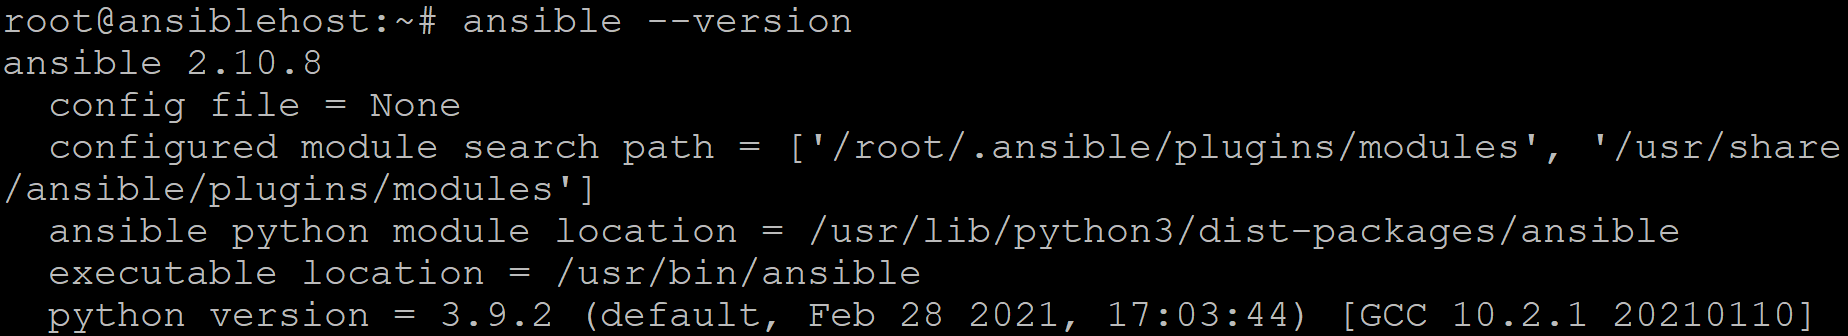 root@ansiblehost:~# ansible --version
ansible 2.10.8
  config file = None
  configured module search path = ['/root/.ansible/plugins/modules', '/usr/share
/ansible/plugins/modules']
  ansible python module location = /usr/lib/python3/dist-packages/ansible
  executable location = /usr/bin/ansible
  python version = 3.9.2 (default, Feb 28 2021, 17:03:44) [GCC 10.2.1 20210110]